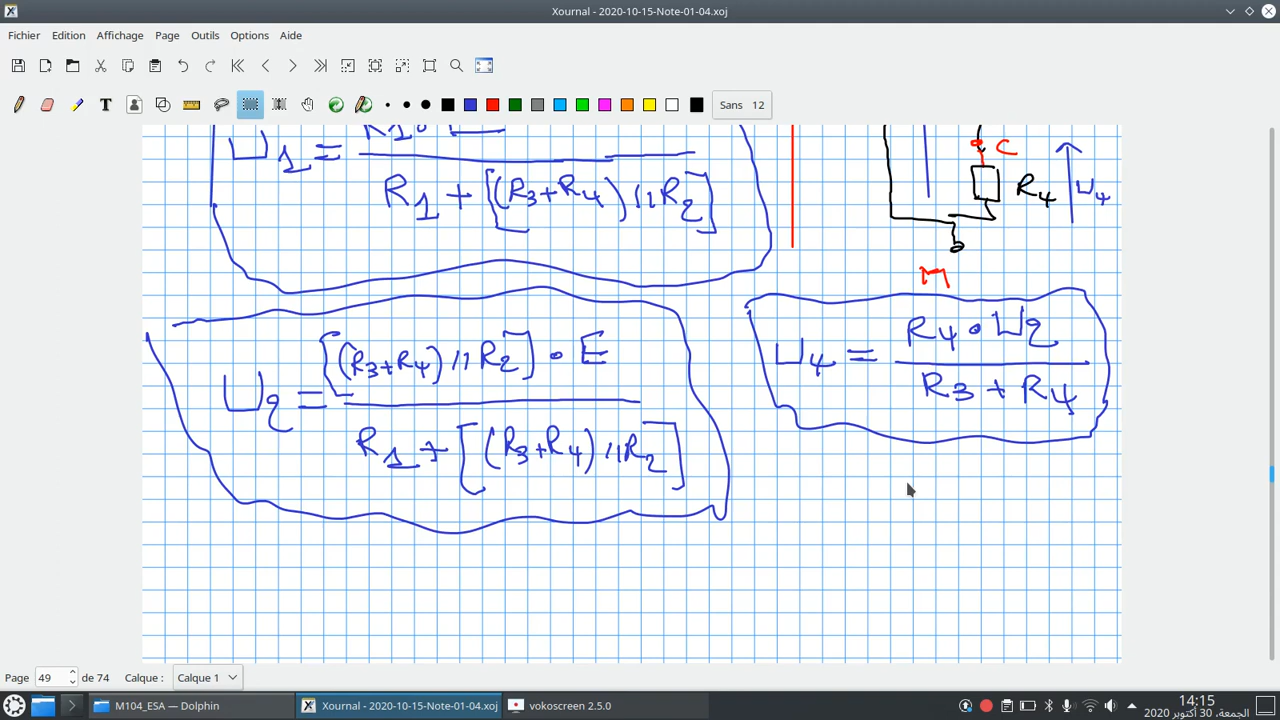 Xournal - 2020-10-15-Note-01-04.xoj
Fichier Edition Affichage Page Outils Options Aide
T
Sans 12
U1 = R1 · E
R1 + [(R3+R4) // R2]
C
R4
U4
M
U2 = [(R3+R4) // R2] · E
R1 + [(R3+R4) // R2]
U4 = R4 · U2
R3 + R4
Page 49 de 74 Calque : Calque 1
M104_ESA — Dolphin
Xournal - 2020-10-15-Note-01-04.xoj
vokoscreen 2.5.0
14:15
الجمعة، 30 أكتوبر 2020